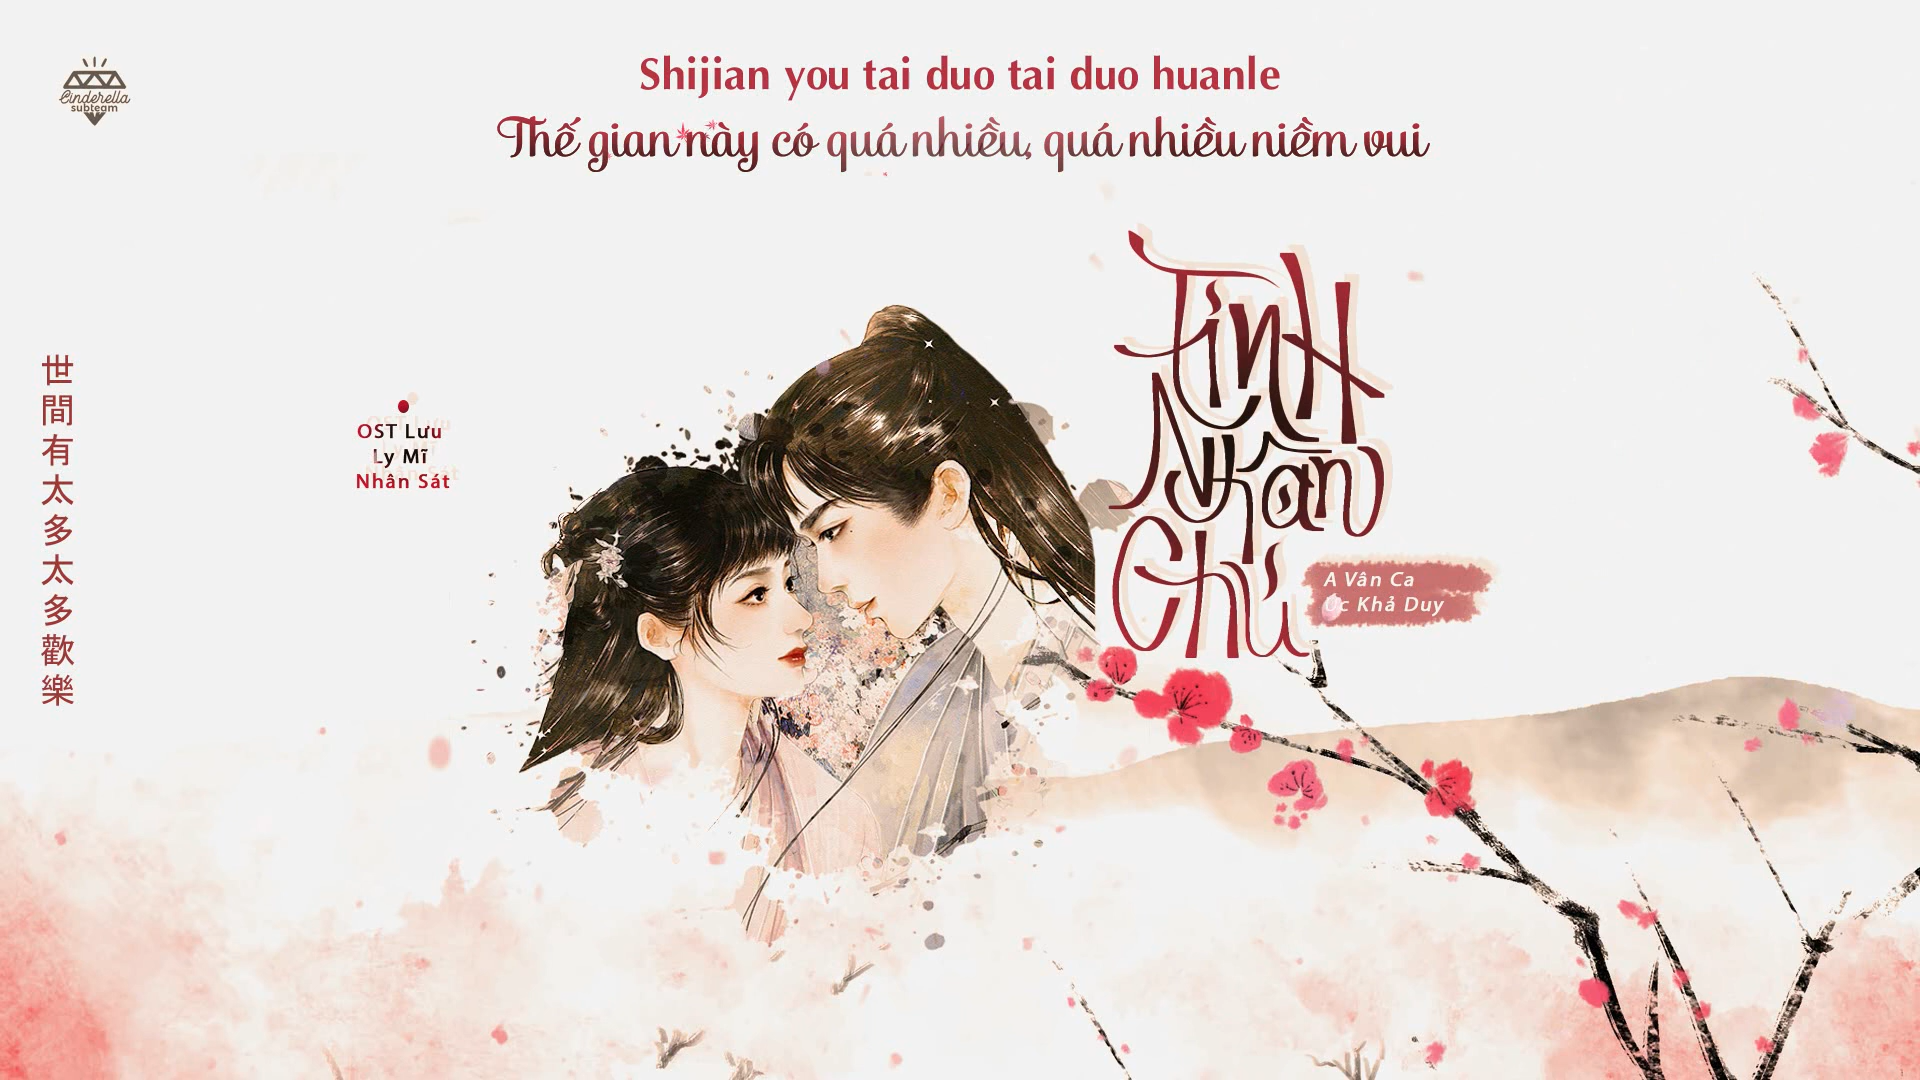 Cinderella
subteam
Shijian you tai duo tai duo huanle
Thế gian này có quá nhiều, quá nhiều niềm vui
世間有太多太多歡樂
OST Lưu
Ly Mĩ
Nhân Sát
Tình
Nhân
Chú
A Vân Ca
Úc Khả Duy